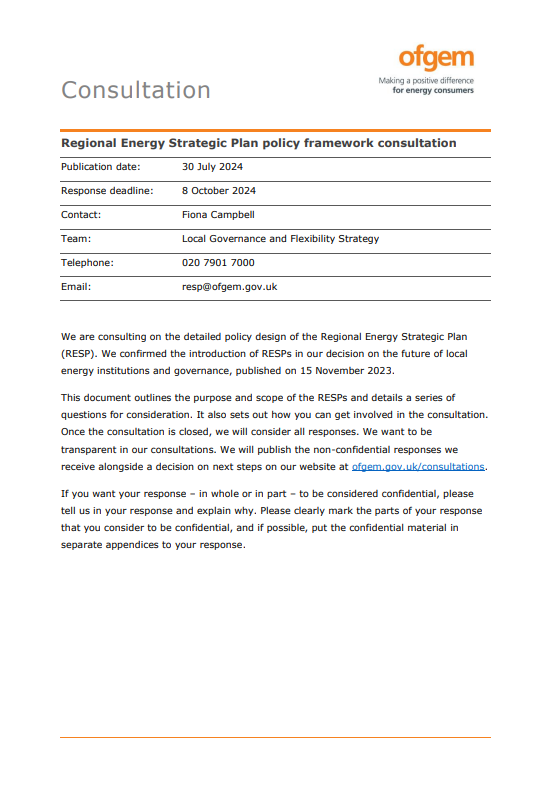 ofgem
Making a positive difference
for energy consumers
Consultation
Regional Energy Strategic Plan policy framework consultation
Publication date: 30 July 2024
Response deadline: 8 October 2024
Contact: Fiona Campbell
Team: Local Governance and Flexibility Strategy
Telephone: 020 7901 7000
Email: resp@ofgem.gov.uk
We are consulting on the detailed policy design of the Regional Energy Strategic Plan
(RESP). We confirmed the introduction of RESPs in our decision on the future of local
energy institutions and governance, published on 15 November 2023.
This document outlines the purpose and scope of the RESPs and details a series of
questions for consideration. It also sets out how you can get involved in the consultation.
Once the consultation is closed, we will consider all responses. We want to be
transparent in our consultations. We will publish the non-confidential responses we
receive alongside a decision on next steps on our website at ofgem.gov.uk/consultations.
If you want your response – in whole or in part – to be considered confidential, please
tell us in your response and explain why. Please clearly mark the parts of your response
that you consider to be confidential, and if possible, put the confidential material in
separate appendices to your response.